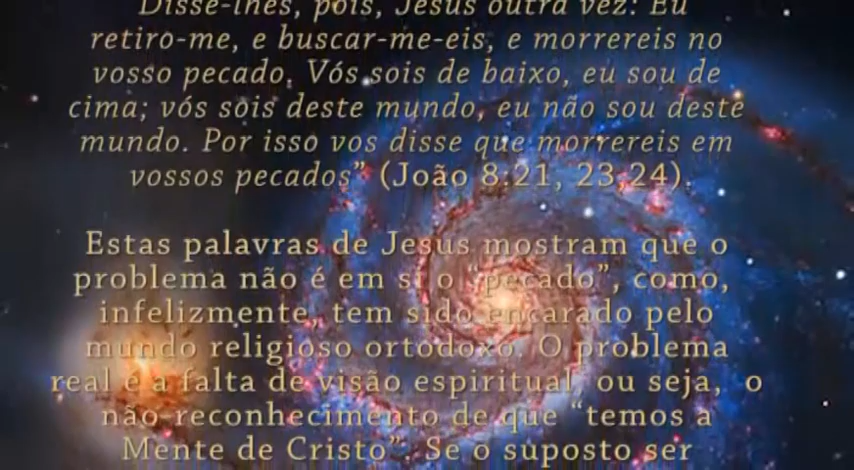 Disse-lhes, pois, Jesus outra vez: Eu
retiro-me, e buscar-me-eis, e morrereis no
vosso pecado. Vós sois de baixo, eu sou de
cima; vós sois deste mundo, eu não sou deste
mundo. Por isso vos disse que morrereis em
vossos pecados” (João 8:21, 23,24).
Estas palavras de Jesus mostram que o
problema não é em si o “pecado”, como,
infelizmente, tem sido encarado pelo
mundo religioso ortodoxo. O problema
real é a falta de visão espiritual, ou seja, o
não-reconhecimento de que “temos a
Mente de Cristo”. Se o suposto ser